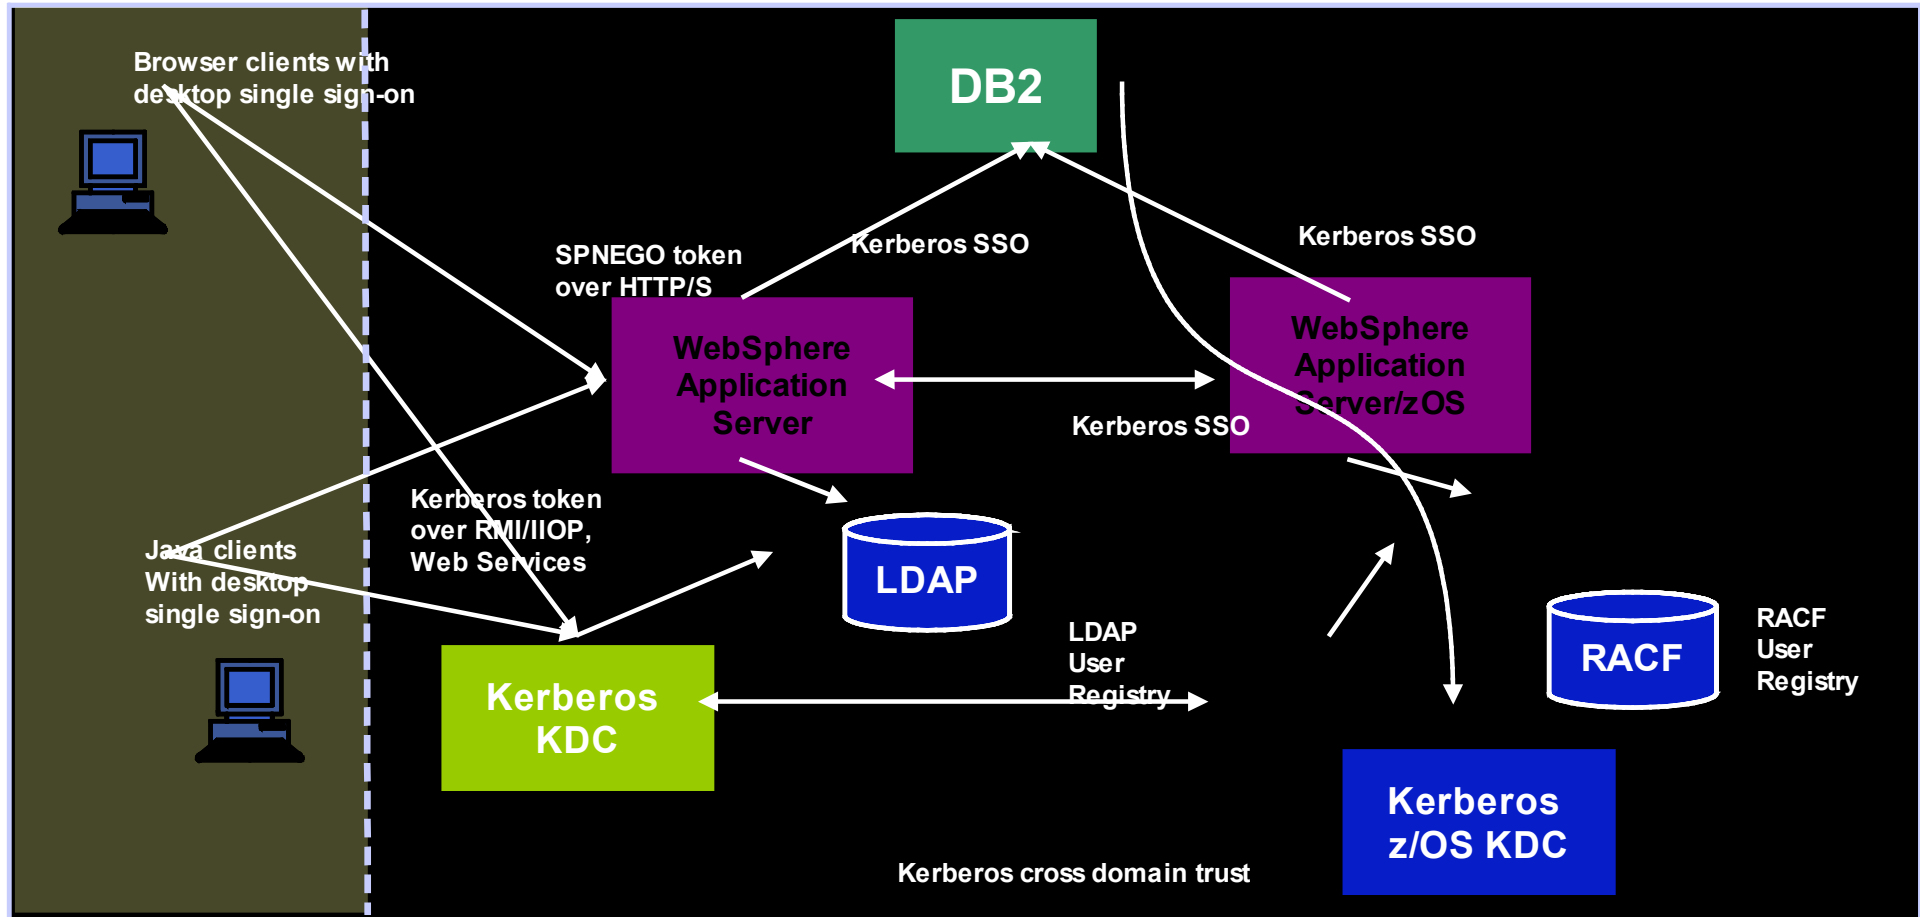 Browser clients with
desktop single sign-on
DB2
SPNEGO token
over HTTP/S
Kerberos SSO
Kerberos SSO
WebSphere
Application
Server
WebSphere
Application
Server/zOS
Kerberos SSO
Kerberos token
over RMI/IIOP,
Web Services
Java clients
With desktop
single sign-on
LDAP
LDAP
User
Registry
RACF
RACF
User
Registry
Kerberos
KDC
Kerberos
z/OS KDC
Kerberos cross domain trust